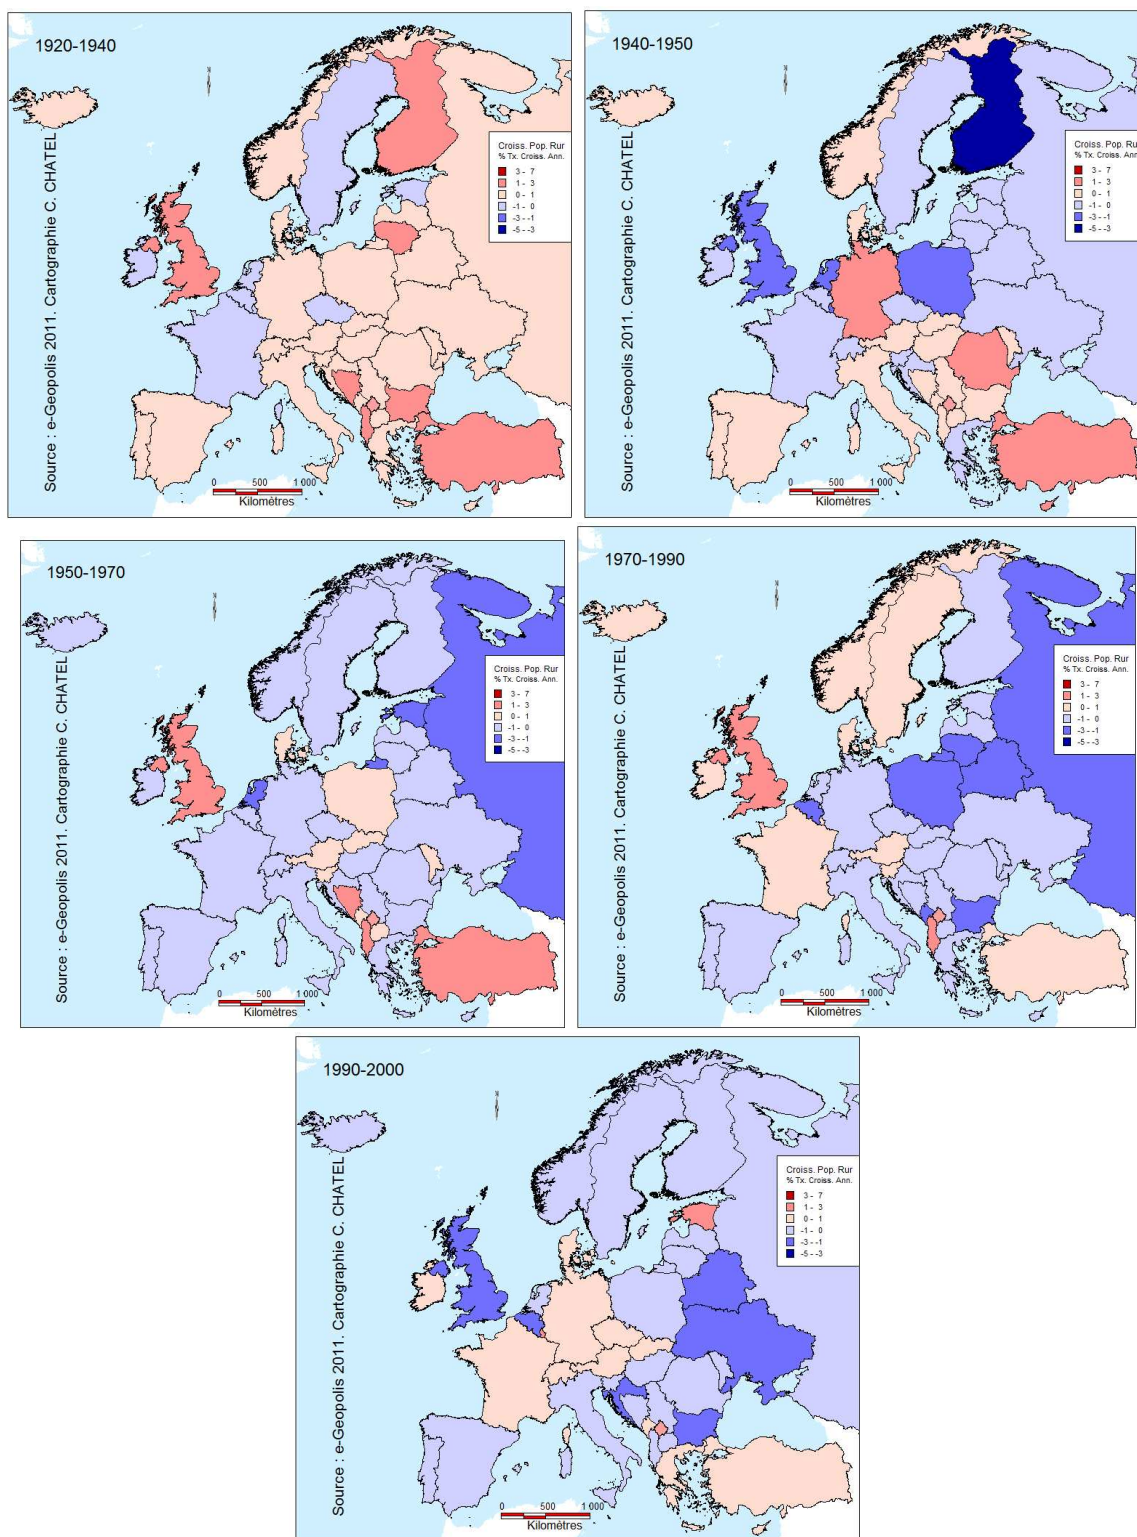 1920-1940
N
Source : e-Geopolis 2011. Cartographie C. CHATEL
Croiss. Pop. Rur
% Tx. Croiss. Ann.
3 - 7
1 - 3
0 - 1
-1 - 0
-3 --1
-5 --3
0 500 1 000
Kilomètres
1940-1950
N
Source : e-Geopolis 2011. Cartographie C. CHATEL
Croiss. Pop. Rur
% Tx. Croiss. Ann.
3 - 7
1 - 3
0 - 1
-1 - 0
-3 --1
-5 --3
0 500 1 000
Kilomètres
1950-1970
N
Source : e-Geopolis 2011. Cartographie C. CHATEL
Croiss. Pop. Rur
% Tx. Croiss. Ann.
3 - 7
1 - 3
0 - 1
-1 - 0
-3 --1
-5 --3
0 500 1 000
Kilomètres
1970-1990
N
Source : e-Geopolis 2011. Cartographie C. CHATEL
Croiss. Pop. Rur
% Tx. Croiss. Ann.
3 - 7
1 - 3
0 - 1
-1 - 0
-3 --1
-5 --3
0 500 1 000
Kilomètres
1990-2000
N
Source : e-Geopolis 2011. Cartographie C. CHATEL
Croiss. Pop. Rur
% Tx. Croiss. Ann.
3 - 7
1 - 3
0 - 1
-1 - 0
-3 --1
-5 --3
0 500 1 000
Kilomètres